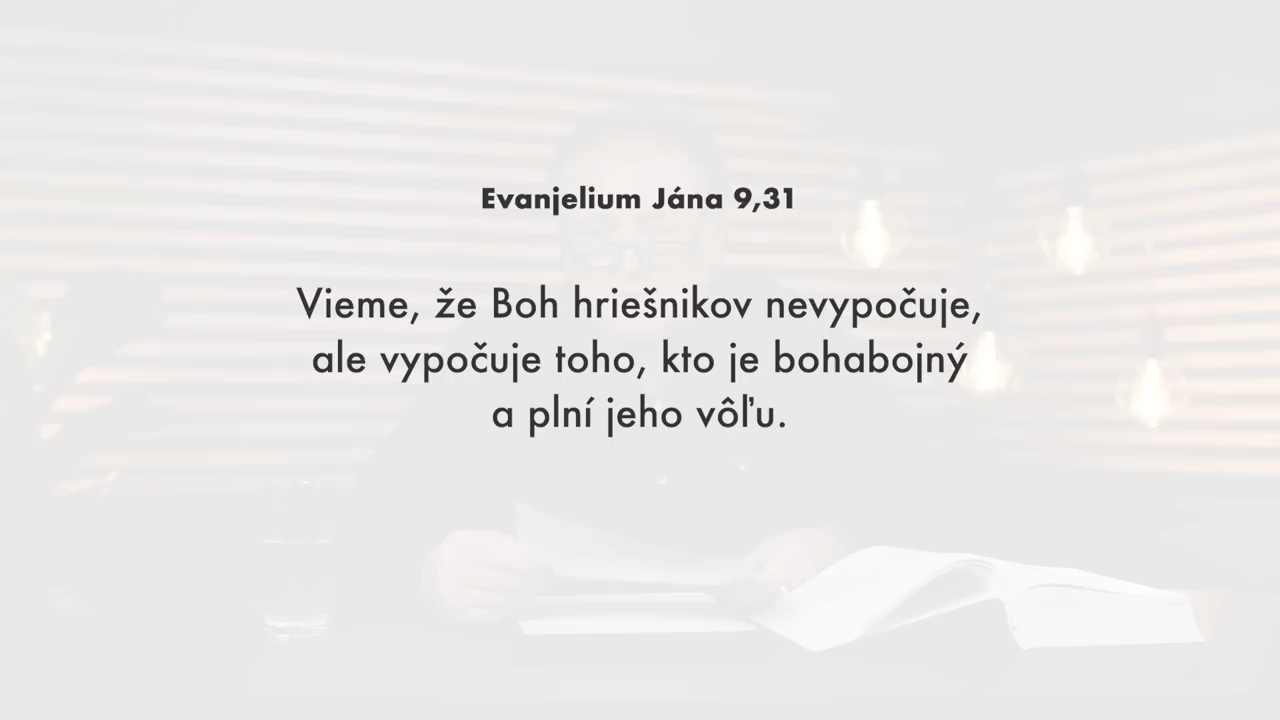 Evanjelium Jána 9,31
Vieme, že Boh hriešnikov nevypočuje,
ale vypočuje toho, kto je bohabojný
a plní jeho vôľu.